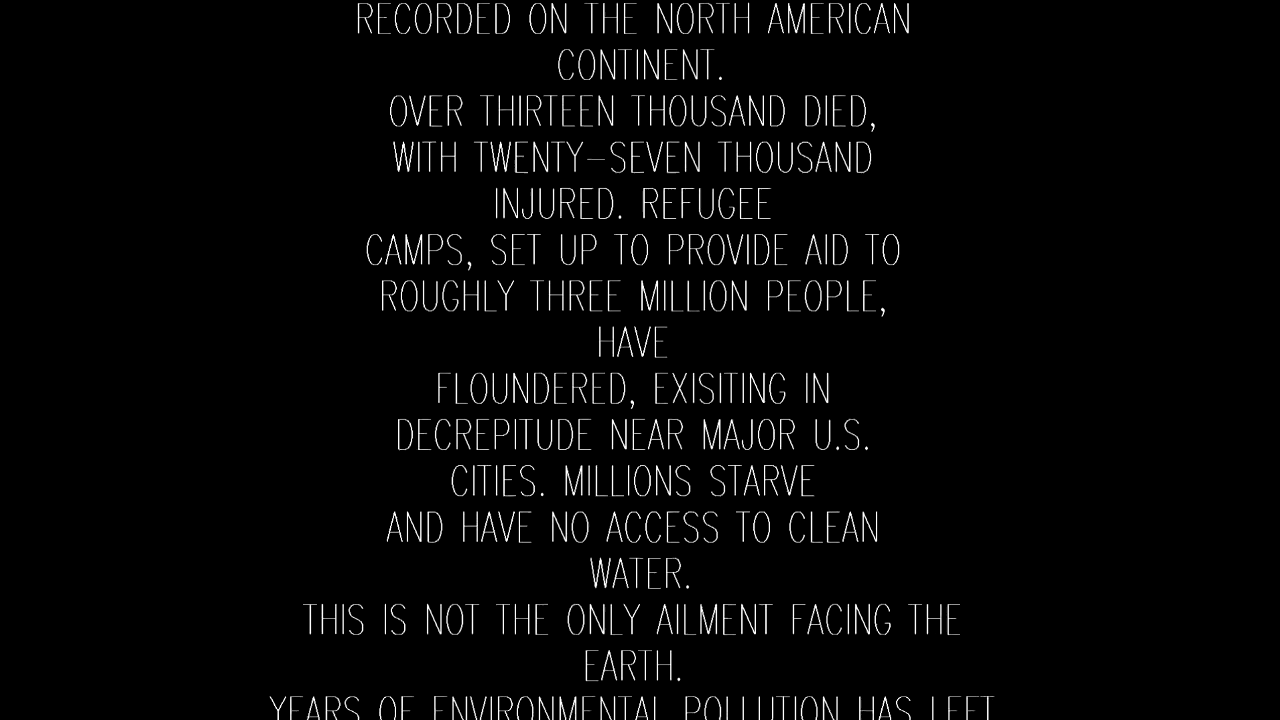 RECORDED ON THE NORTH AMERICAN
CONTINENT.
OVER THIRTEEN THOUSAND DIED,
WITH TWENTY-SEVEN THOUSAND
INJURED. REFUGEE
CAMPS, SET UP TO PROVIDE AID TO
ROUGHLY THREE MILLION PEOPLE,
HAVE
FLOUNDERED, EXISITING IN
DECREPITUDE NEAR MAJOR U.S.
CITIES. MILLIONS STARVE
AND HAVE NO ACCESS TO CLEAN
WATER.
THIS IS NOT THE ONLY AILMENT FACING THE
EARTH.
YEARS OF ENVIRONMENTAL POLLUTION HAS LEFT